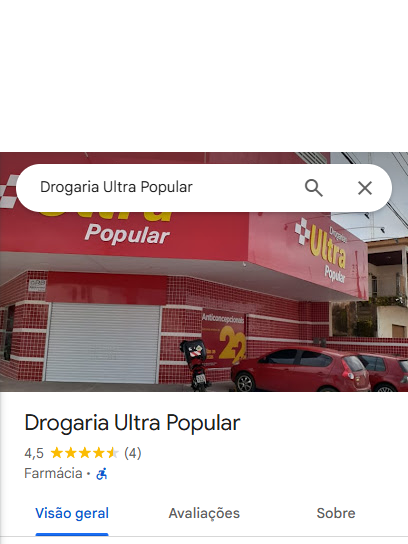 Drogaria Ultra Popular
Ultra
Popular
Drogarias
Ultra
Popular
Anticoncepcionais
22
Drogaria Ultra Popular
4,5 (4)
Farmácia ·
Visão geral
Avaliações
Sobre